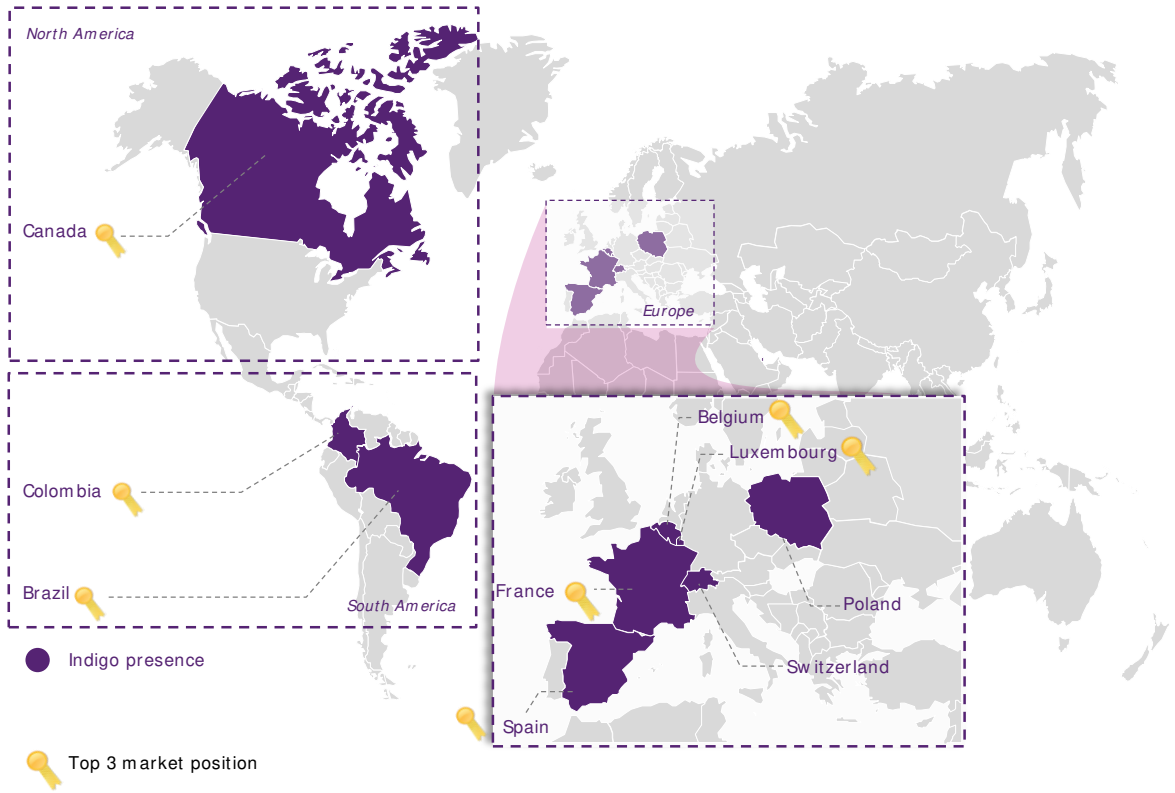 North America
Canada
Colombia
Brazil
South America
Europe
Belgium
Luxembourg
France
Poland
Switzerland
Spain
Indigo presence
Top 3 market position